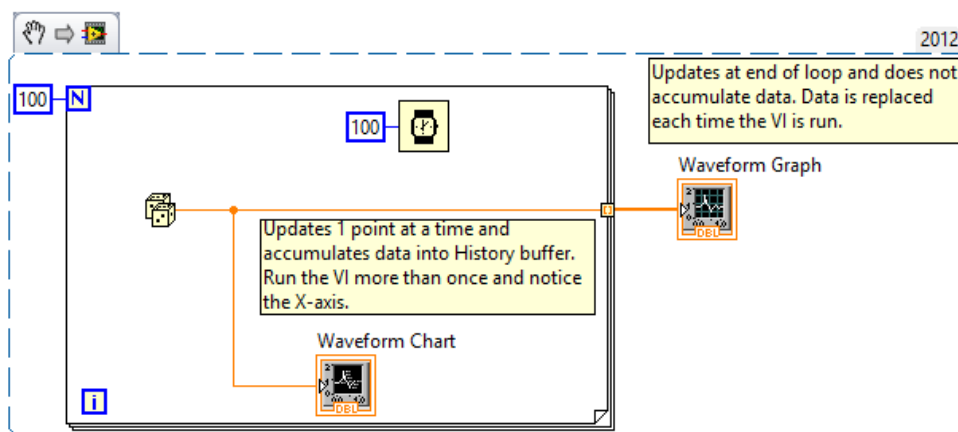 2012
100
N
Updates at end of loop and does not
accumulate data. Data is replaced
each time the VI is run.
100
Waveform Graph
DBL
Updates 1 point at a time and
accumulates data into History buffer.
Run the VI more than once and notice
the X-axis.
Waveform Chart
DBL
i